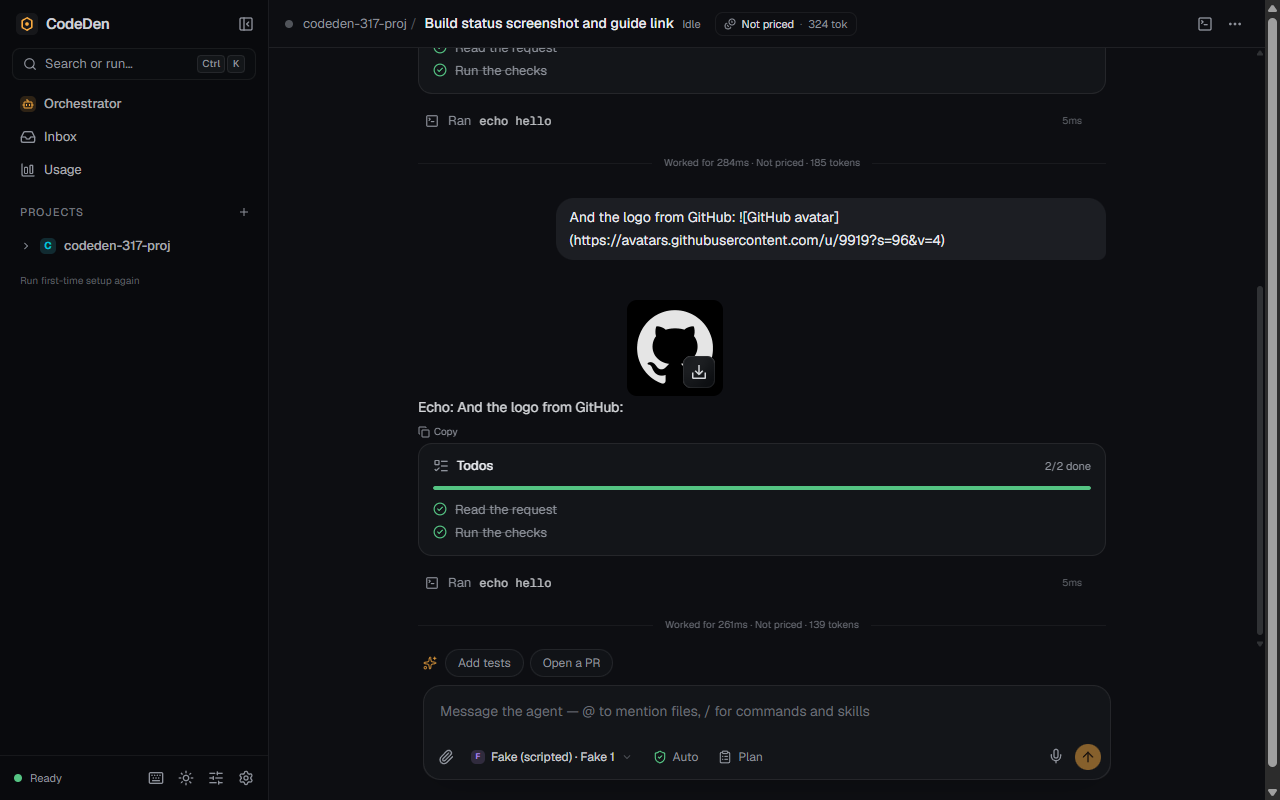 CodeDen
codeden-317-proj / Build status screenshot and guide link Idle Not priced · 324 tok
Search or run... Ctrl K
Orchestrator
Inbox
Usage
PROJECTS
C codeden-317-proj
Run first-time setup again
Read the request
Run the checks
Ran echo hello 5ms
Worked for 284ms · Not priced · 185 tokens
And the logo from GitHub: ![GitHub avatar]
(https://avatars.githubusercontent.com/u/9919?s=96&v=4)
Echo: And the logo from GitHub:
Copy
Todos 2/2 done
Read the request
Run the checks
Ran echo hello 5ms
Worked for 261ms · Not priced · 139 tokens
Add tests Open a PR
Message the agent — @ to mention files, / for commands and skills
F Fake (scripted) · Fake 1 Auto Plan
Ready